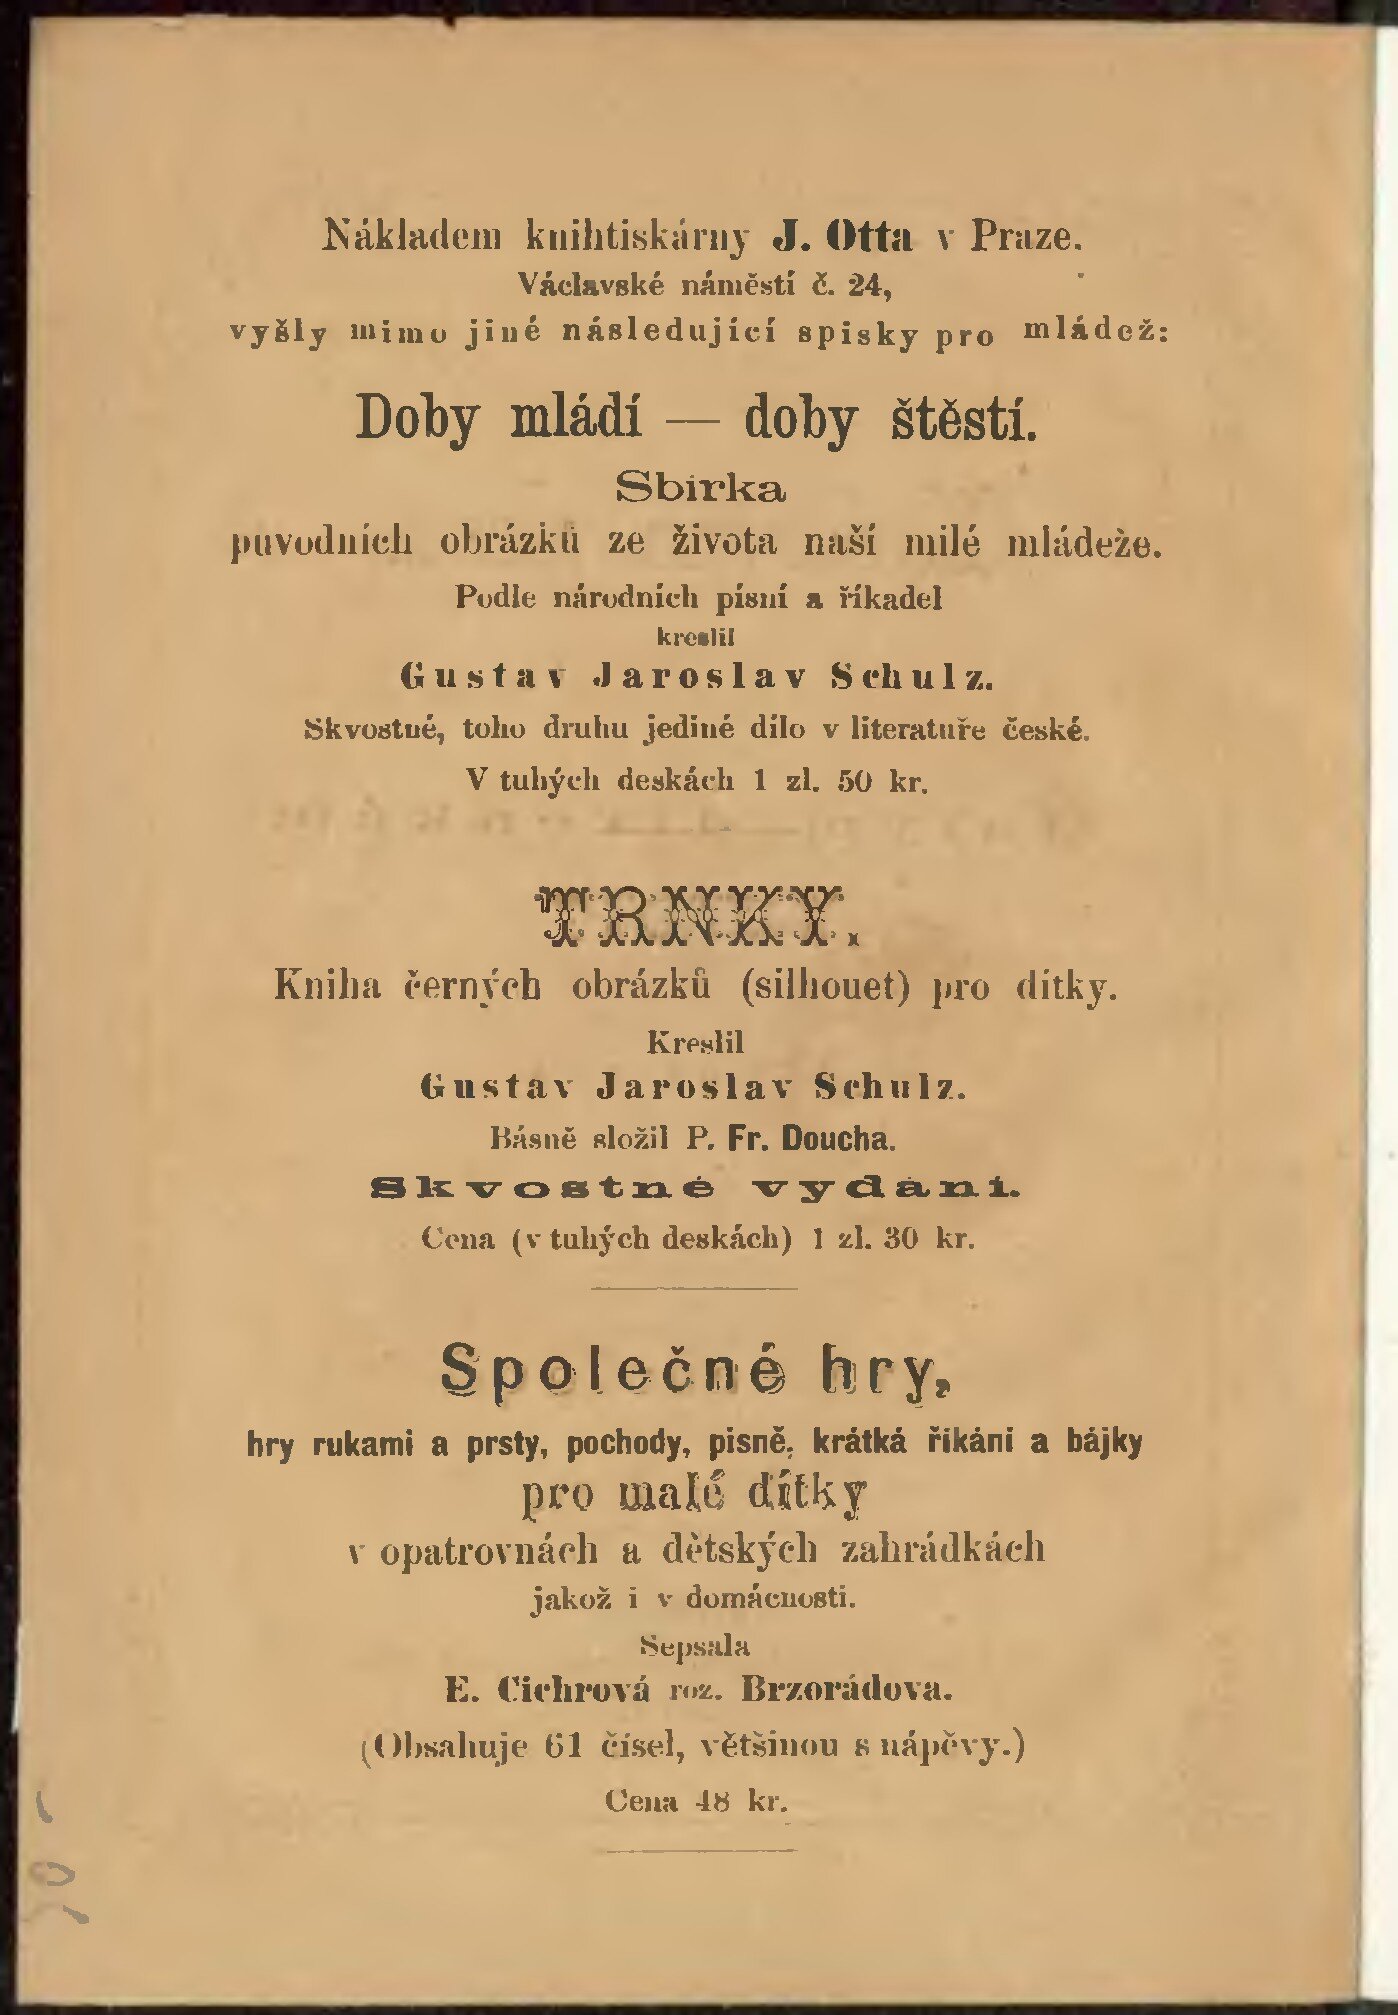 Nákladem knihtiskárny J. Otta v Praze.
Václavské náměstí č. 24,
vyšly mimo jiné následující spisky pro mládež:
Doby mládí — doby štěstí.
Sbírka
původních obrázků ze života naší milé mládeže.
Podle národních písní a říkadel
kreslil
Gustav Jaroslav Schulz.
Skvostné, toho druhu jediné dílo v literatuře české.
V tuhých deskách 1 zl. 50 kr.
TRNKY.
Kniha černých obrázků (silhouet) pro dítky.
Kreslil
Gustav Jaroslav Schulz.
Básně složil P. Fr. Doucha.
Skvostné vydání.
Cena (v tuhých deskách) 1 zl. 30 kr.
Společné hry,
hry rukami a prsty, pochody, písně, krátká říkání a bájky
pro malé dítky
v opatrovnách a dětských zahrádkách
jakož i v domácnosti.
Sepsala
E. Cichrová roz. Brzorádova.
(Obsahuje 61 čísel, většinou s nápěvy.)
Cena 48 kr.